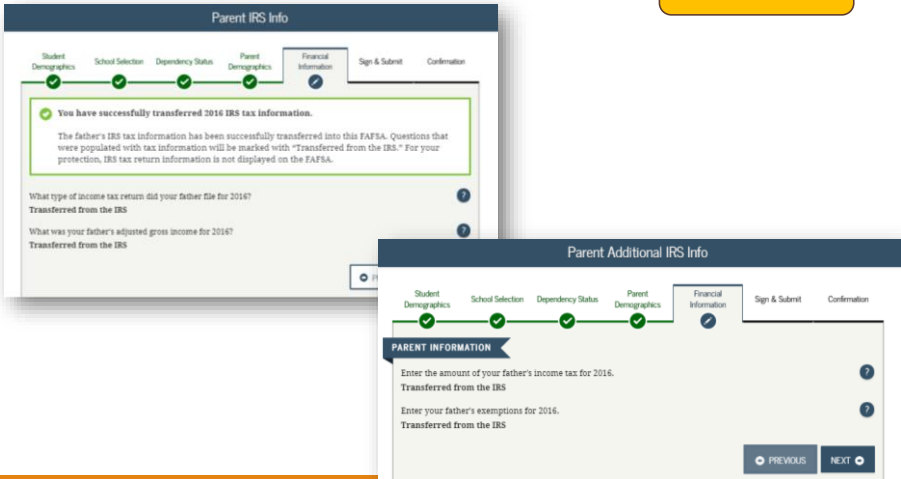 Parent IRS Info
Student Demographics
School Selection
Dependency Status
Parent Demographics
Financial Information
Sign & Submit
Confirmation
You have successfully transferred 2016 IRS tax information.
The father's IRS tax information has been successfully transferred into this FAFSA. Questions that
were populated with tax information will be marked with "Transferred from the IRS." For your
protection, IRS tax return information is not displayed on the FAFSA.
What type of income tax return did your father file for 2016?
?
Transferred from the IRS
What was your father's adjusted gross income for 2016?
?
Transferred from the IRS
Parent Additional IRS Info
Student Demographics
School Selection
Dependency Status
Parent Demographics
Financial Information
Sign & Submit
Confirmation
PARENT INFORMATION
Enter the amount of your father's income tax for 2016.
?
Transferred from the IRS
Enter your father's exemptions for 2016.
?
Transferred from the IRS
PREVIOUS
NEXT